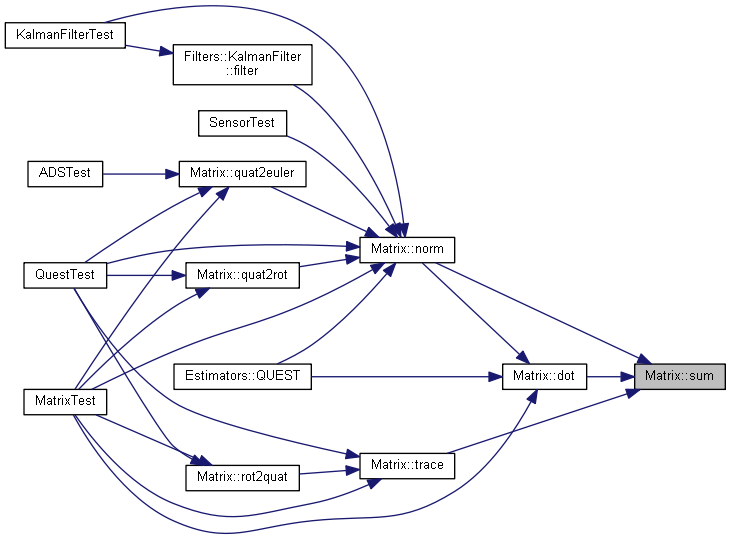 KalmanFilterTest
Filters::KalmanFilter
::filter
SensorTest
ADSTest
Matrix::quat2euler
Matrix::norm
QuestTest
Matrix::quat2rot
Estimators::QUEST
Matrix::dot
Matrix::sum
MatrixTest
Matrix::trace
Matrix::rot2quat